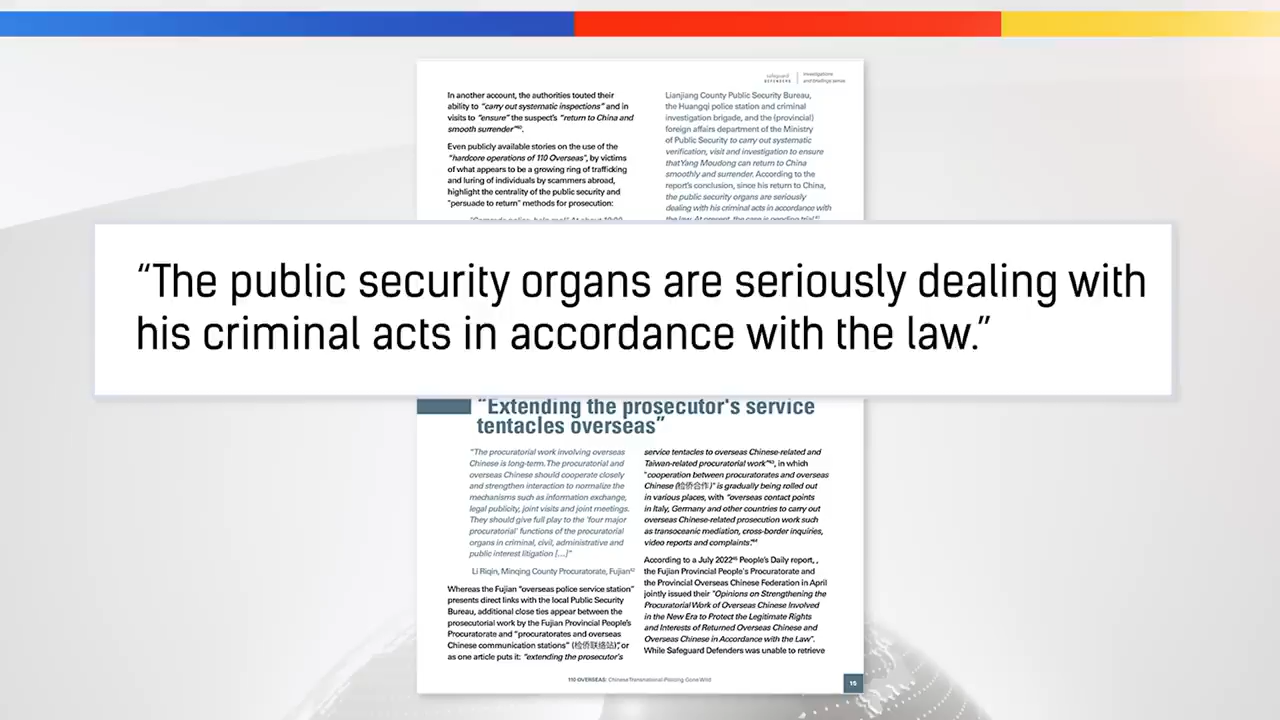 safeguard
DEFENDERS
Investigations
and briefings series
In another account, the authorities touted their
ability to "carry out systematic inspections" and in
visits to "ensure" the suspect's "return to China and
smooth surrender"⁴⁰.
Even publicly available stories on the use of the
"hardcore operations of 110 Overseas", by victims
of what appears to be a growing ring of trafficking
and luring of individuals by scammers abroad,
highlight the centrality of the public security and
"persuade to return" methods for prosecution:
Lianjiang County Public Security Bureau,
the Huangqi police station and criminal
investigation brigade, and the (provincial)
foreign affairs department of the Ministry
of Public Security to carry out systematic
verification, visit and investigation to ensure
thatYang Moudong can return to China
smoothly and surrender. According to the
report's conclusion, since his return to China,
the public security organs are seriously
dealing with his criminal acts in accordance with
the law. At present, the case is pending trial
“The public security organs are seriously dealing with
his criminal acts in accordance with the law.”
“Extending the prosecutor's service
tentacles overseas”
"The procuratorial work involving overseas
Chinese is long-term. The procuratorial and
overseas Chinese should cooperate closely
and strengthen interaction to normalize the
mechanisms such as information exchange,
legal publicity, joint visits and joint meetings.
They should give full play to the 'four major
procuratorial' functions of the procuratorial
organs in criminal, civil, administrative and
public interest litigation [...]"
Li Riqin, Minqing County Procuratorate, Fujian⁴²
Whereas the Fujian "overseas police service station"
presents direct links with the local Public Security
Bureau, additional close ties appear between the
prosecutorial work by the Fujian Provincial People's
Procuratorate and "procuratorates and overseas
Chinese communication stations" (检侨联络站)", or
as one article puts it: "extending the prosecutor's
service tentacles to overseas Chinese-related and
Taiwan-related procuratorial work"⁴³, in which
"cooperation between procuratorates and overseas
Chinese (检侨合作)" is gradually being rolled out
in various places, with "overseas contact points
in Italy, Germany and other countries to carry out
overseas Chinese-related prosecution work such
as transoceanic mediation, cross-border inquiries,
video reports and complaints".⁴⁴
According to a July 2022⁴⁵ People's Daily report, ,
the Fujian Provincial People's Procuratorate and
the Provincial Overseas Chinese Federation in April
jointly issued their "Opinions on Strengthening the
Procuratorial Work of Overseas Chinese Involved
in the New Era to Protect the Legitimate Rights
and Interests of Returned Overseas Chinese and
Overseas Chinese in Accordance with the Law".
While Safeguard Defenders was unable to retrieve
110 OVERSEAS: Chinese Transnational Policing Gone Wild